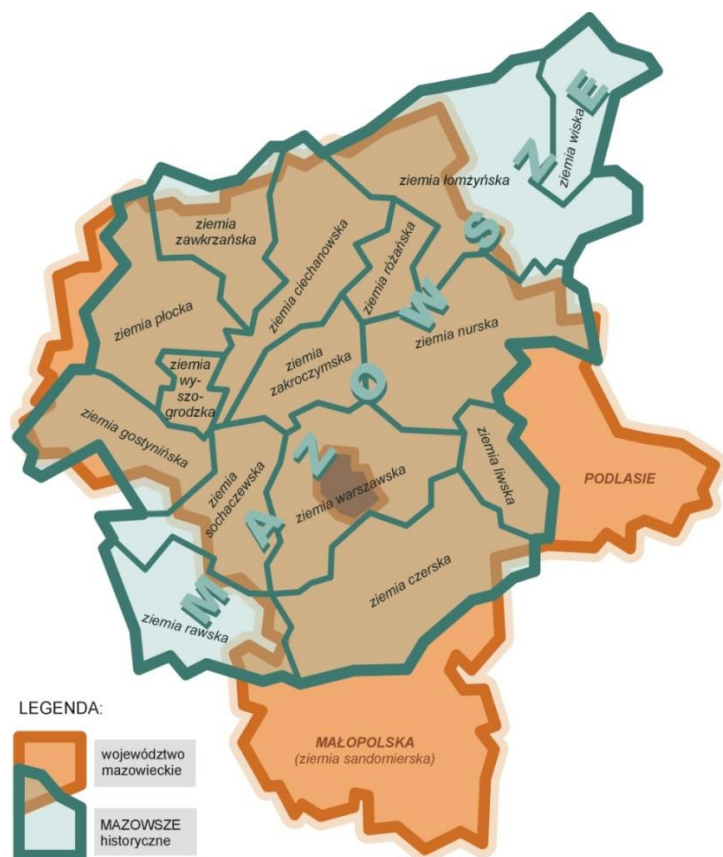 MAZOWSZE
ziemia wiska
ziemia łomżyńska
ziemia
zawkrzańska
ziemia ciechanowska
ziemia różańska
ziemia płocka
ziemia nurska
ziemia
zakroczymska
ziemia
wy-
szo-
grodzka
ziemia gostynińska
ziemia
sochaczewska
ziemia warszawska
ziemia liwska
PODLASIE
ziemia czerska
ziemia rawska
MAŁOPOLSKA
(ziemia sandomierska)
LEGENDA:
województwo
mazowieckie
MAZOWSZE
historyczne